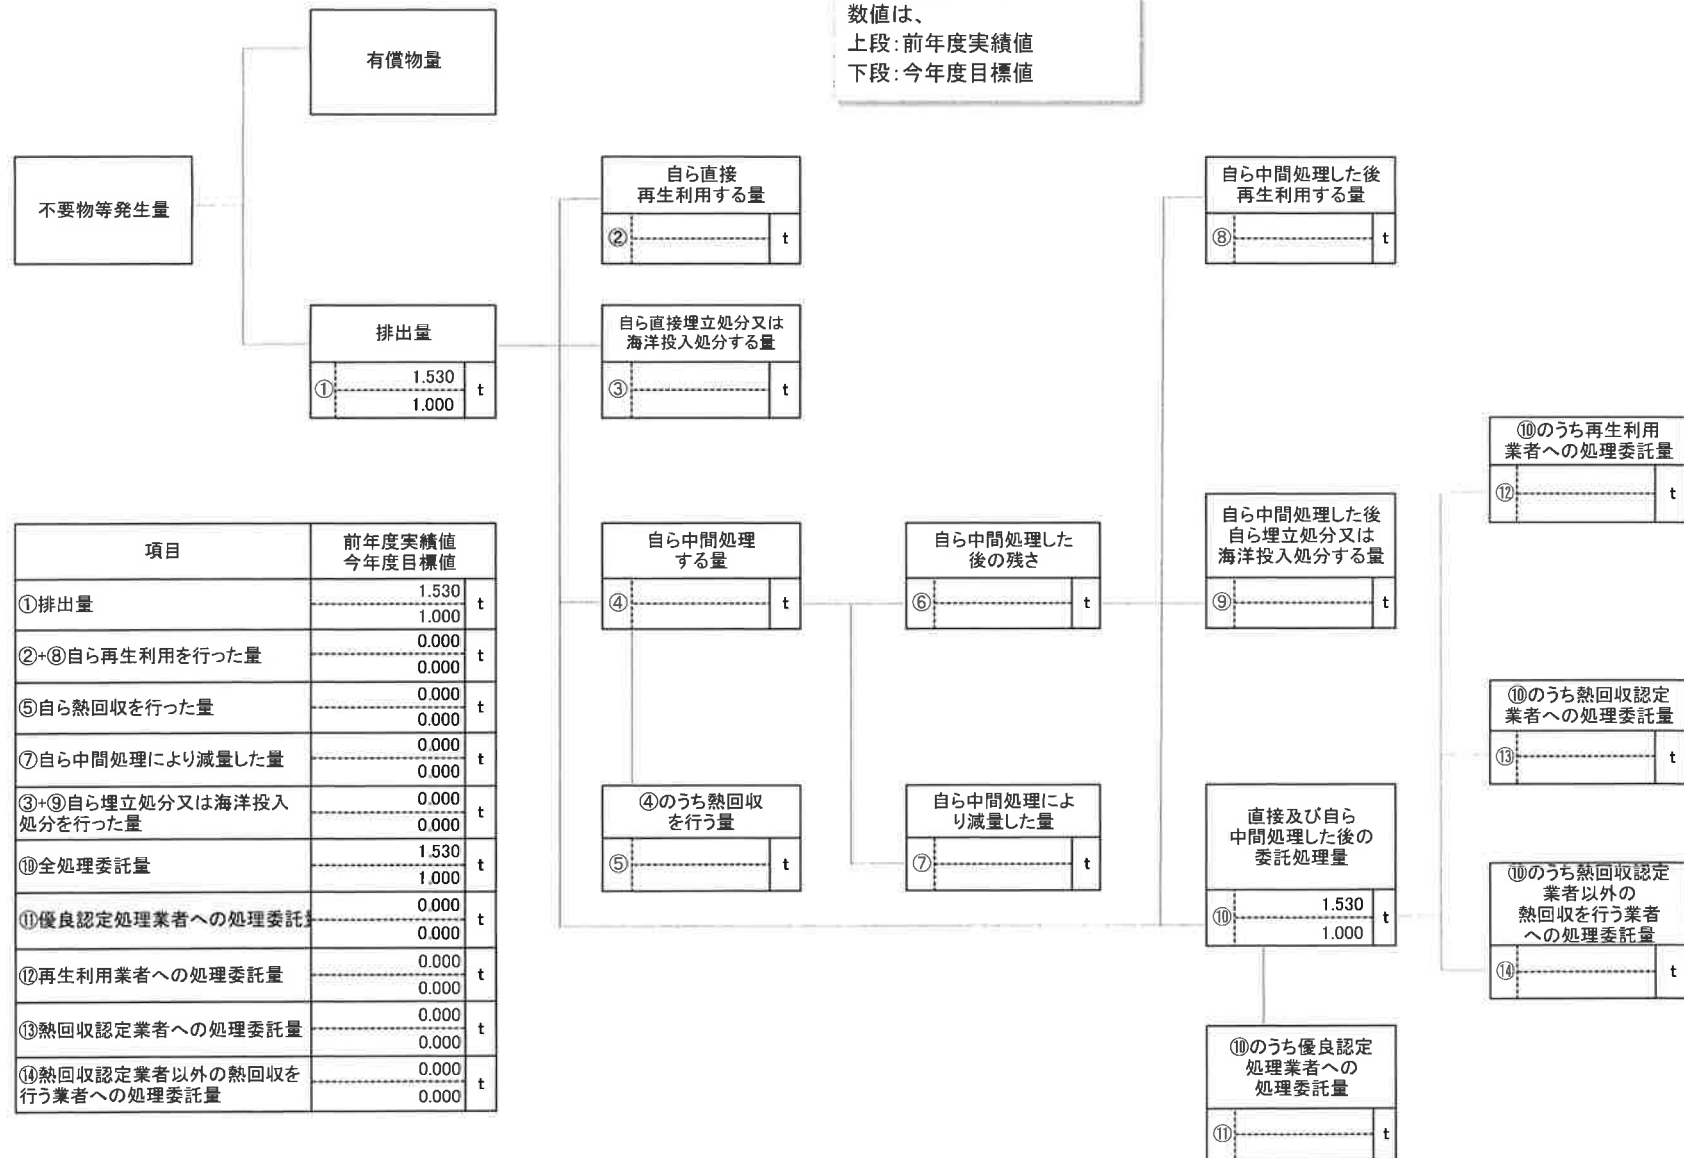 数値は、
上段:前年度実績値
下段:今年度目標値
有償物量
不要物等発生量
排出量
①
1.530
1.000
t
自ら直接
再生利用する量
②
t
自ら直接埋立処分又は
海洋投入処分する量
③
t
自ら中間処理
する量
④
t
④のうち熱回収
を行う量
⑤
t
自ら中間処理した
後の残さ
⑥
t
自ら中間処理によ
り減量した量
⑦
t
自ら中間処理した後
再生利用する量
⑧
t
自ら中間処理した後
自ら埋立処分又は
海洋投入処分する量
⑨
t
直接及び自ら
中間処理した後の
委託処理量
⑩
1.530
1.000
t
⑩のうち優良認定
処理業者への
処理委託量
⑪
t
⑩のうち再生利用
業者への処理委託量
⑫
t
⑩のうち熱回収認定
業者への処理委託量
⑬
t
⑩のうち熱回収認定
業者以外の
熱回収を行う業者
への処理委託量
⑭
t
項目
前年度実績値
今年度目標値
①排出量
1.530
1.000
t
②+⑧自ら再生利用を行った量
0.000
0.000
t
⑤自ら熱回収を行った量
0.000
0.000
t
⑦自ら中間処理により減量した量
0.000
0.000
t
③+⑨自ら埋立処分又は海洋投入
処分を行った量
0.000
0.000
t
⑩全処理委託量
1.530
1.000
t
⑪優良認定処理業者への処理委託
0.000
0.000
t
⑫再生利用業者への処理委託量
0.000
0.000
t
⑬熱回収認定業者への処理委託量
0.000
0.000
t
⑭熱回収認定業者以外の熱回収を
行う業者への処理委託量
0.000
0.000
t